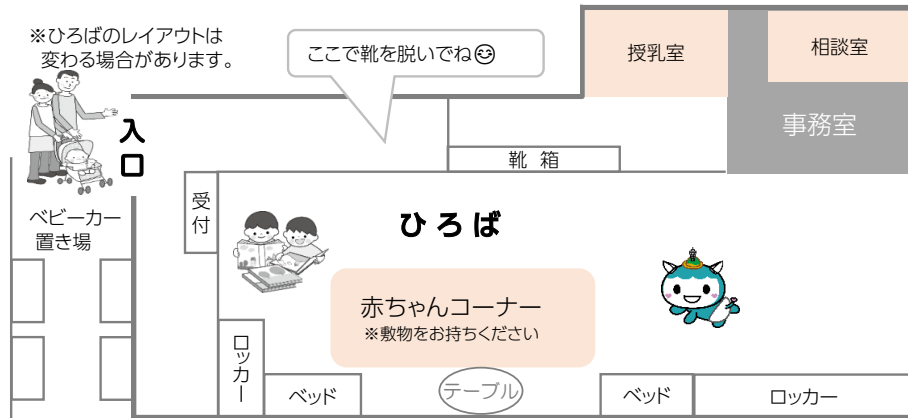 ※ひろばのレイアウトは
変わる場合があります。
ここで靴を脱いでね😊
授乳室
相談室
事務室
入口
靴 箱
受付
ひ ろ ば
ベビーカー
置き場
赤ちゃんコーナー
※敷物をお持ちください
ロッカー
ベッド
テーブル
ベッド
ロッカー